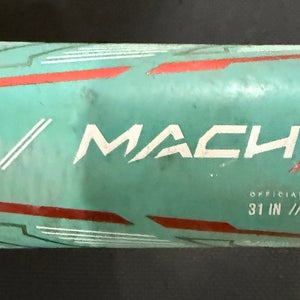 // MACH
OFFICIAL
31 IN //